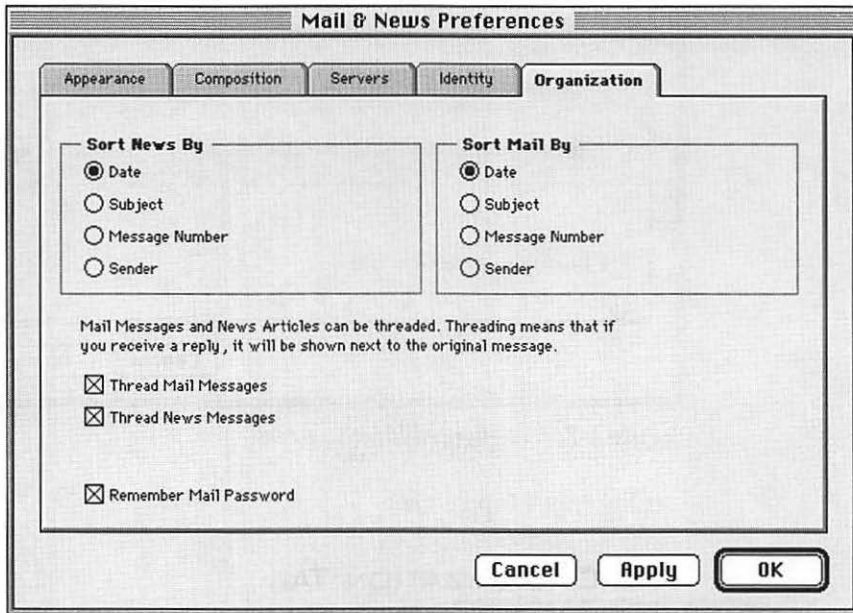 Mail & News Preferences
Appearance Composition Servers Identity Organization
Sort News By
Date
Subject
Message Number
Sender
Sort Mail By
Date
Subject
Message Number
Sender
Mail Messages and News Articles can be threaded. Threading means that if
you receive a reply, it will be shown next to the original message.
Thread Mail Messages
Thread News Messages
Remember Mail Password
Cancel Apply OK